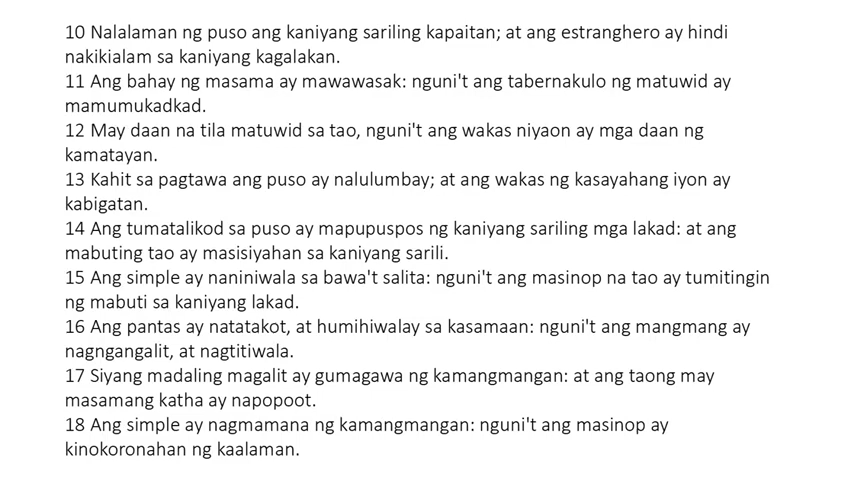 10 Nalalaman ng puso ang kaniyang sariling kapaitan; at ang estranghero ay hindi
nakikialam sa kaniyang kagalakan.
11 Ang bahay ng masama ay mawawasak: nguni't ang tabernakulo ng matuwid ay
mamumukadkad.
12 May daan na tila matuwid sa tao, nguni't ang wakas niyaon ay mga daan ng
kamatayan.
13 Kahit sa pagtawa ang puso ay nalulumbay; at ang wakas ng kasayahang iyon ay
kabigatan.
14 Ang tumatalikod sa puso ay mapupuspos ng kaniyang sariling mga lakad: at ang
mabuting tao ay masisiyahan sa kaniyang sarili.
15 Ang simple ay naniniwala sa bawa't salita: nguni't ang masinop na tao ay tumitingin
ng mabuti sa kaniyang lakad.
16 Ang pantas ay natatakot, at humihiwalay sa kasamaan: nguni't ang mangmang ay
nagngangalit, at nagtitiwala.
17 Siyang madaling magalit ay gumagawa ng kamangmangan: at ang taong may
masamang katha ay napopoot.
18 Ang simple ay nagmamana ng kamangmangan: nguni't ang masinop ay
kinokoronahan ng kaalaman.